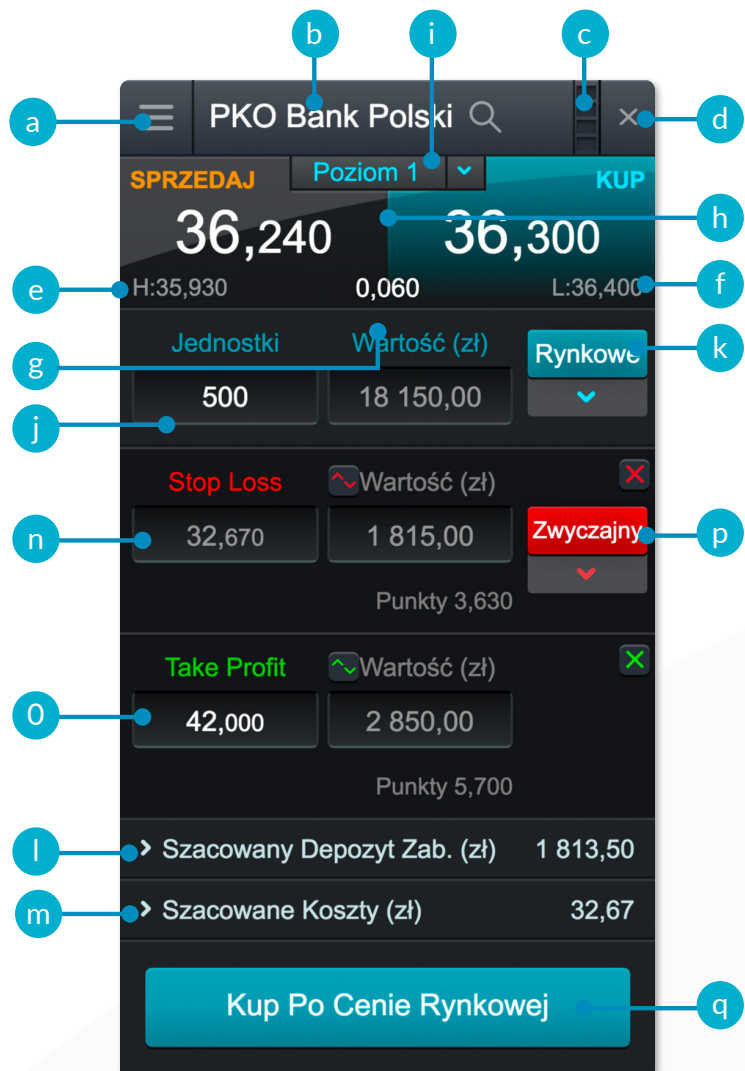 b i c
a PKO Bank Polski d
SPRZEDAJ Poziom 1 KUP
36,240 36,300 h
e H:35,930 0,060 L:36,400 f
g Jednostki Wartość (zł) Rynkowe k
j 500 18 150,00
Stop Loss Wartość (zł)
n 32,670 1 815,00 Zwyczajny p
Punkty 3,630
Take Profit Wartość (zł)
0 42,000 2 850,00
Punkty 5,700
l Szacowany Depozyt Zab. (zł) 1 813,50
m Szacowane Koszty (zł) 32,67
Kup Po Cenie Rynkowej q